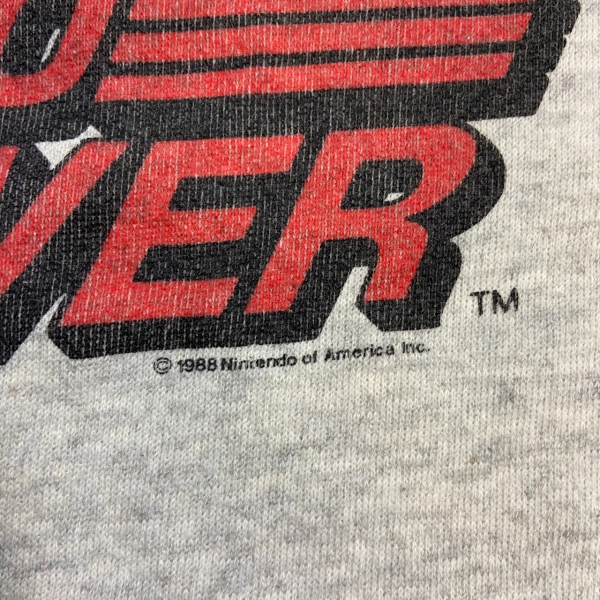 VER TM
© 1988 Nintendo of America Inc.